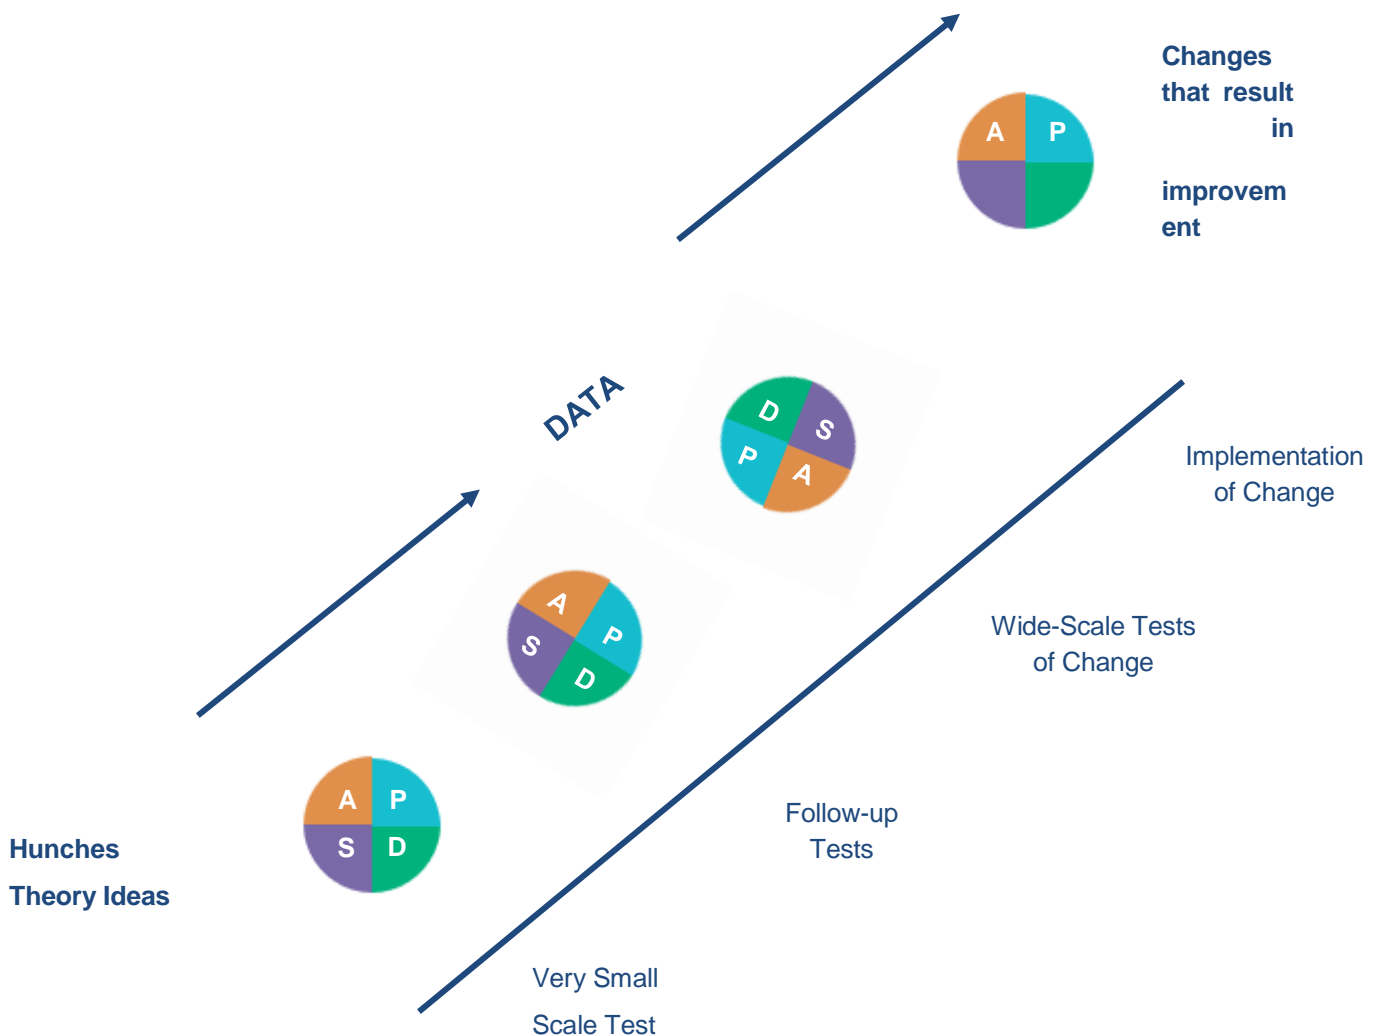 Changes
that result
in
improvem
ent
A P
DATA
D S
P A
Implementation
of Change
A P
S D
Wide-Scale Tests
of Change
A P
S D
Follow-up
Tests
Hunches
Theory Ideas
Very Small
Scale Test